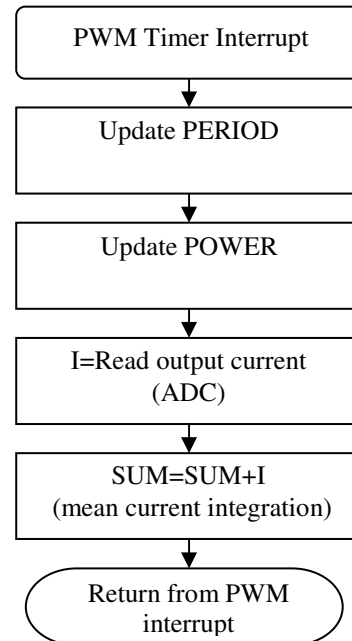 PWM Timer Interrupt
Update PERIOD
Update POWER
I=Read output current
(ADC)
SUM=SUM+I
(mean current integration)
Return from PWM
interrupt